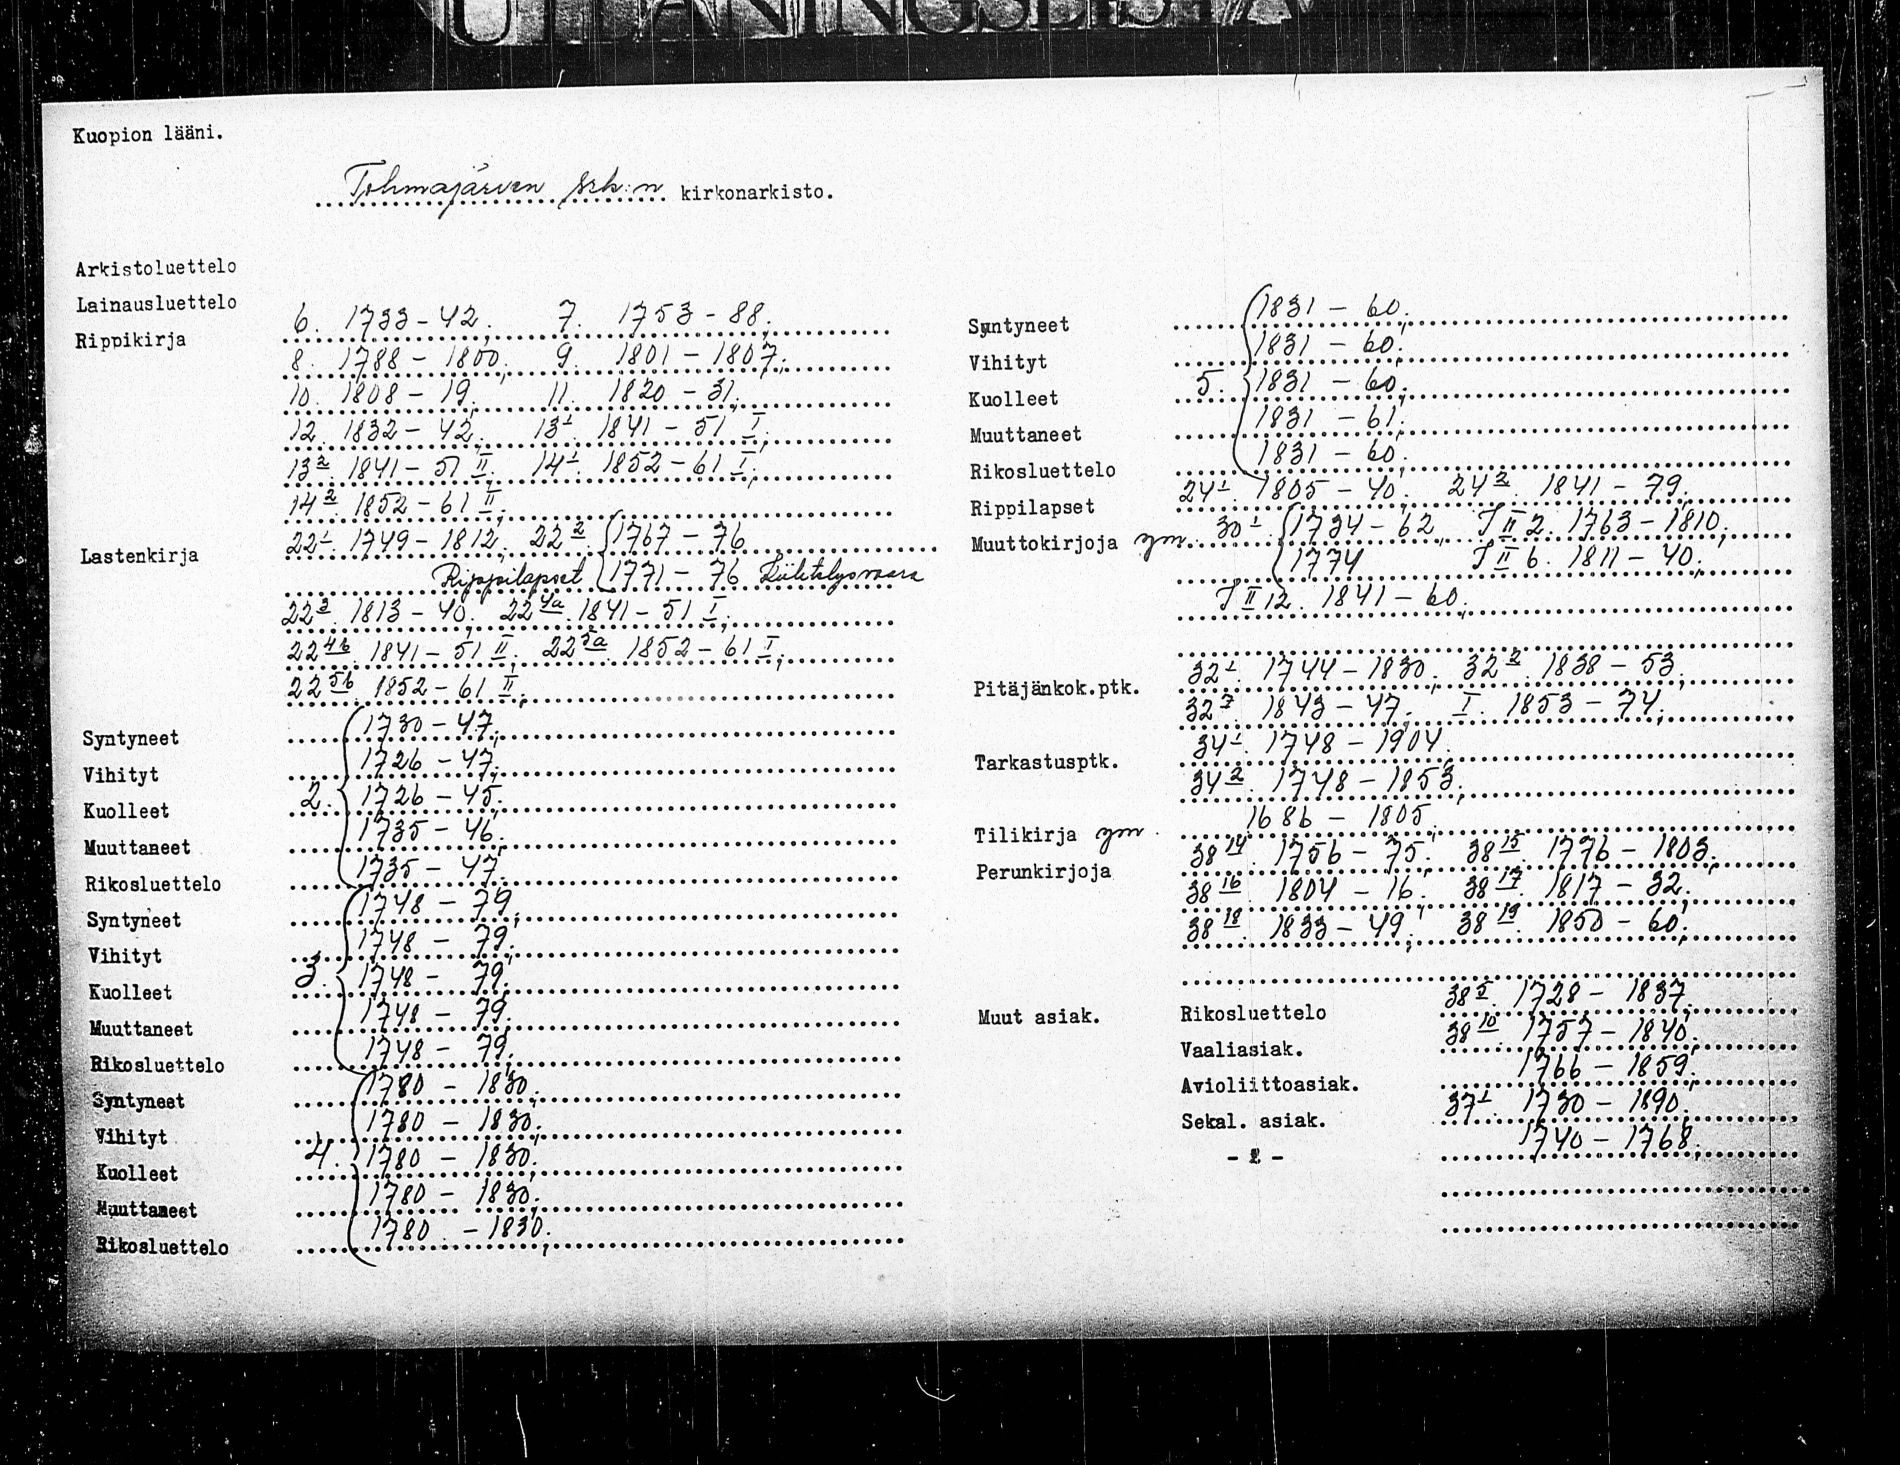 UTLÅNINGSLISTA
Kuopion lääni.
Tohmajärven srk:n kirkonarkisto.
Arkistoluettelo
Lainausluettelo
Rippikirja 6. 1733-42; 7. 1753-88;
8. 1788-1800; 9. 1801-1807;
10. 1808-19; 11. 1820-31;
12. 1832-42; 13¹. 1841-51 I;
13². 1841-51 II; 14¹. 1852-61 I;
14². 1852-61 II;
Lastenkirja 22¹. 1749-1812; 22². 1767-76
Rippilapset 1771-76 Kiihtelysvaara
22³. 1813-40; 22⁴ᵃ. 1841-51 I;
22⁴ᵇ. 1841-51 II; 22⁵ᵃ. 1852-61 I;
22⁵ᵇ. 1852-61 II;
Syntyneet 1730-47;
Vihityt 1726-47;
Kuolleet 2. 1726-45;
Muuttaneet 1735-46;
Rikosluettelo 1735-47;
Syntyneet 1748-79;
Vihityt 1748-79;
Kuolleet 3. 1748-79;
Muuttaneet 1748-79;
Rikosluettelo 1748-79;
Syntyneet 1780-1830;
Vihityt 1780-1830;
Kuolleet 4. 1780-1830;
Muuttaneet 1780-1830;
Rikosluettelo 1780-1830;
Syntyneet 1831-60;
Vihityt 1831-60;
Kuolleet 5. 1831-60;
Muuttaneet 1831-61;
Rikosluettelo 1831-60;
Rippilapset 24¹. 1805-40; 24². 1841-79;
Muuttokirjoja ym. 30¹. 1734-62, I II 2. 1763-1810;
1774 I II 6. 1811-40;
I II 12. 1841-60;
Pitäjänkok.ptk. 32¹. 1744-1830; 32². 1838-53;
32³. 1843-47; I. 1853-74;
Tarkastusptk. 34¹. 1748-1904;
34². 1748-1853;
Tilikirja ym. 1686-1805;
Perunkirjoja 38¹⁴. 1756-75; 38¹⁵. 1776-1803;
38¹⁶. 1804-16; 38¹⁷. 1817-32;
38¹⁸. 1833-49; 38¹⁹. 1850-60;
Muut asiak. Rikosluettelo 38⁵. 1728-1837;
Vaaliasiak. 38¹⁰. 1757-1840;
Avioliittoasiak. 1766-1859;
Sekal. asiak. 37¹. 1730-1890;
1740-1768;